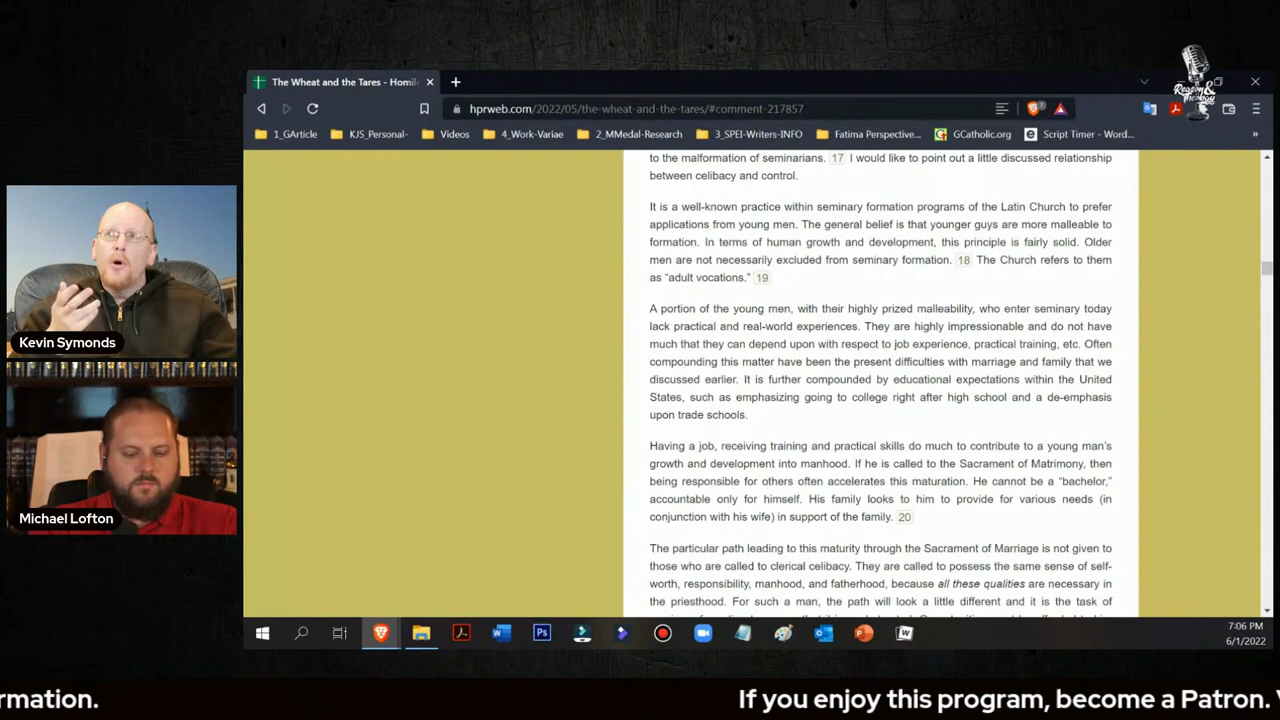 Reason &
Theology
The Wheat and the Tares - Homil
hprweb.com/2022/05/the-wheat-and-the-tares/#comment-217857
1_GArticle
KJS_Personal-
Videos
4_Work-Variae
2_MMedal-Research
3_SPEI-Writers-INFO
Fatima Perspective...
GCatholic.org
Script Timer - Word...
»
to the malformation of seminarians. 17 I would like to point out a little discussed relationship
between celibacy and control.
It is a well-known practice within seminary formation programs of the Latin Church to prefer
applications from young men. The general belief is that younger guys are more malleable to
formation. In terms of human growth and development, this principle is fairly solid. Older
men are not necessarily excluded from seminary formation. 18 The Church refers to them
as “adult vocations.” 19
A portion of the young men, with their highly prized malleability, who enter seminary today
lack practical and real-world experiences. They are highly impressionable and do not have
much that they can depend upon with respect to job experience, practical training, etc. Often
compounding this matter have been the present difficulties with marriage and family that we
discussed earlier. It is further compounded by educational expectations within the United
States, such as emphasizing going to college right after high school and a de-emphasis
upon trade schools.
Having a job, receiving training and practical skills do much to contribute to a young man’s
growth and development into manhood. If he is called to the Sacrament of Matrimony, then
being responsible for others often accelerates this maturation. He cannot be a “bachelor,”
accountable only for himself. His family looks to him to provide for various needs (in
conjunction with his wife) in support of the family. 20
The particular path leading to this maturity through the Sacrament of Marriage is not given to
those who are called to clerical celibacy. They are called to possess the same sense of self-
worth, responsibility, manhood, and fatherhood, because all these qualities are necessary in
the priesthood. For such a man, the path will look a little different and it is the task of
Kevin Symonds
Michael Lofton
7:06 PM
6/1/2022
rmation.
If you enjoy this program, become a Patron.